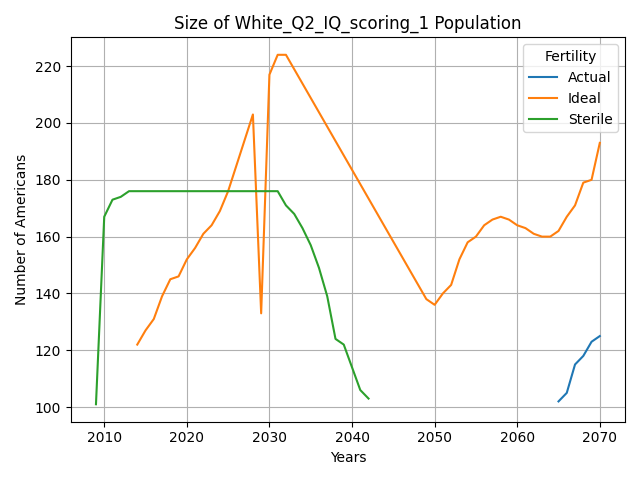 Size of White_Q2_IQ_scoring_1 Population
Number of Americans
220
200
180
160
140
120
100
Fertility
Actual
Ideal
Sterile
2010 2020 2030 2040 2050 2060 2070
Years